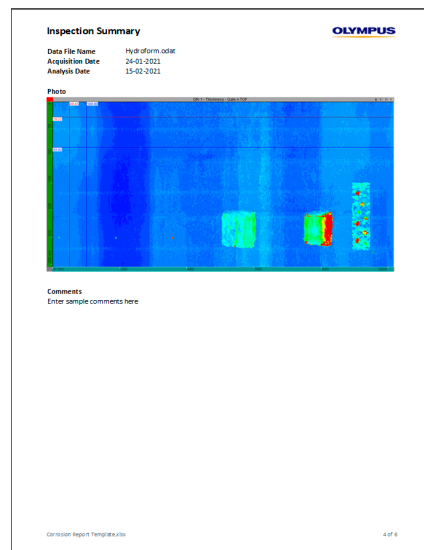 Inspection Summary
OLYMPUS
Data File Name Hydroform.odat
Acquisition Date 24-01-2021
Analysis Date 15-02-2021
Photo
Comments
Enter sample comments here
Corrosion Report Template.xlsx
4 of 8